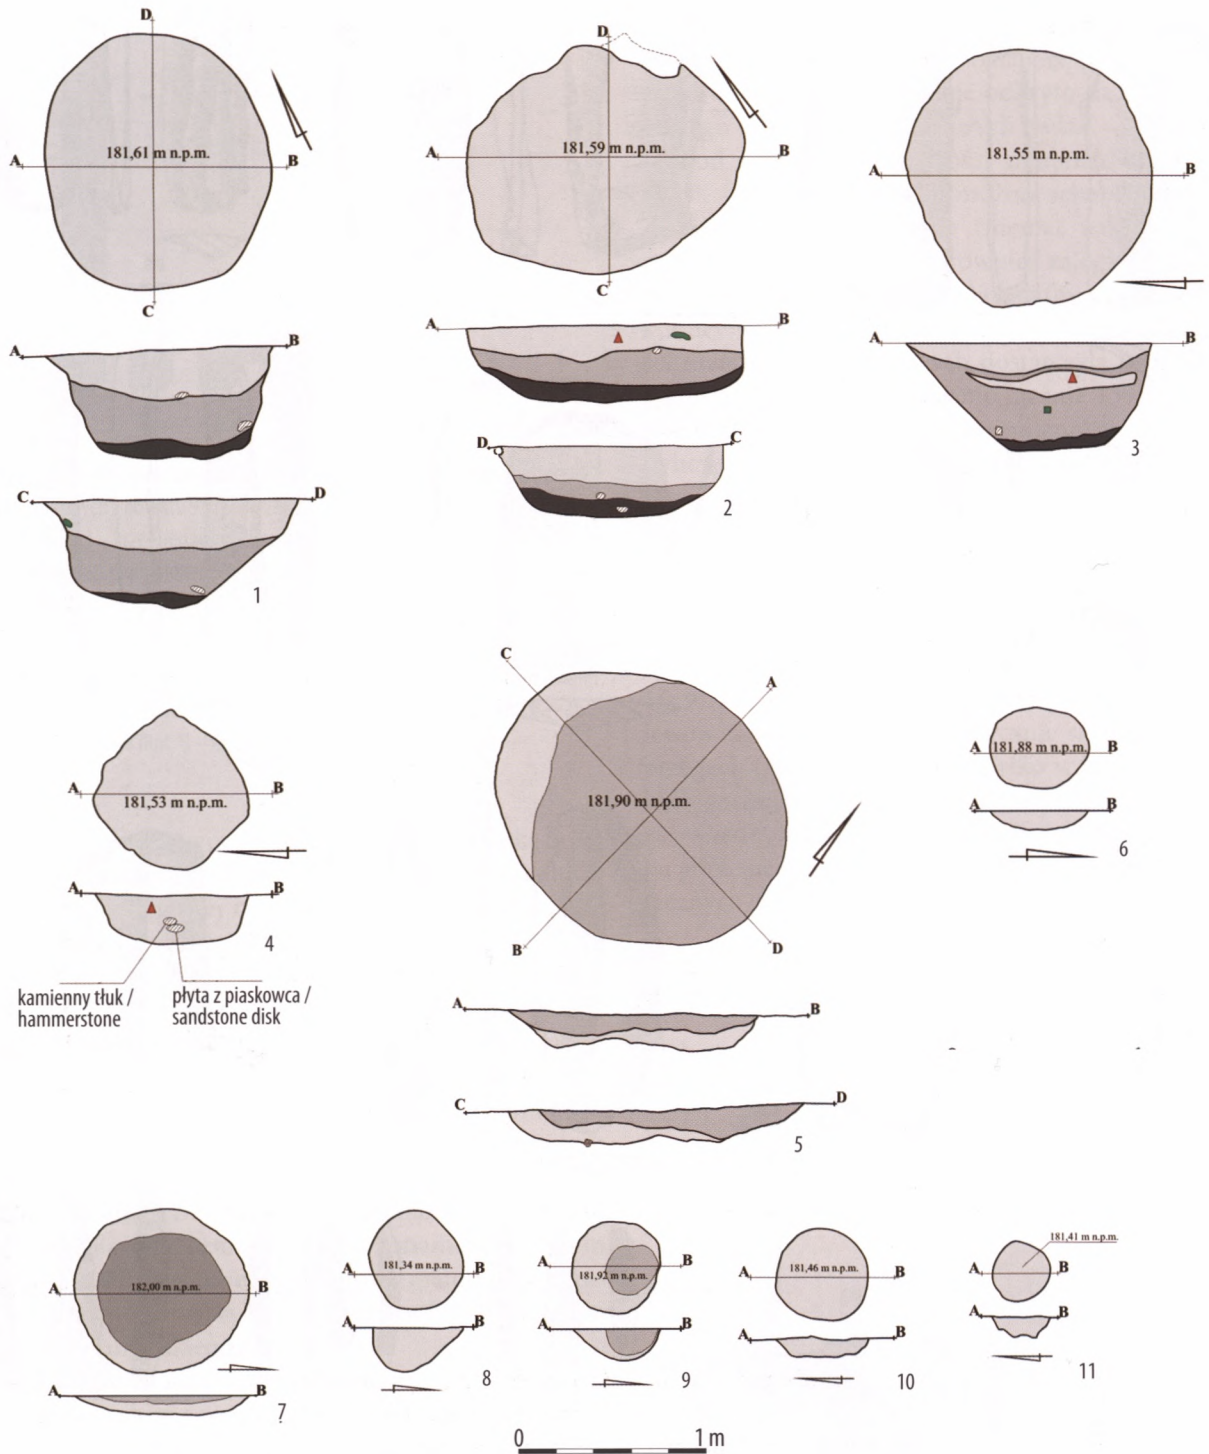 D
A 181,61 m n.p.m. B
C
A B
C D
1
D
A 181,59 m n.p.m. B
C
A B
D C
2
A 181,55 m n.p.m. B
A B
3
A B
181,53 m n.p.m.
A B
4
kamienny tłuk /
hammerstone
płyta z piaskowca /
sandstone disk
C A
181,90 m n.p.m.
B D
A B
C D
5
A 181,88 m n.p.m. B
A B
6
182,00 m n.p.m.
A B
A B
7
181,34 m n.p.m.
A B
A B
8
A B
181,92 m n.p.m.
A B
9
181,46 m n.p.m.
A B
A B
10
181,41 m n.p.m.
A B
A B
11
0 1 m